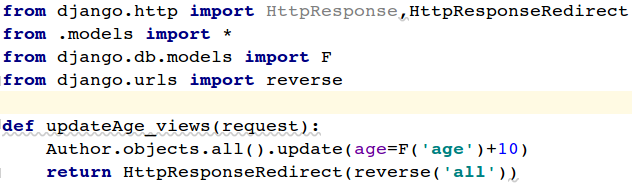 from django.http import HttpResponse,HttpResponseRedirect
from .models import *
from django.db.models import F
from django.urls import reverse
def updateAge_views(request):
    Author.objects.all().update(age=F('age')+10)
    return HttpResponseRedirect(reverse('all'))